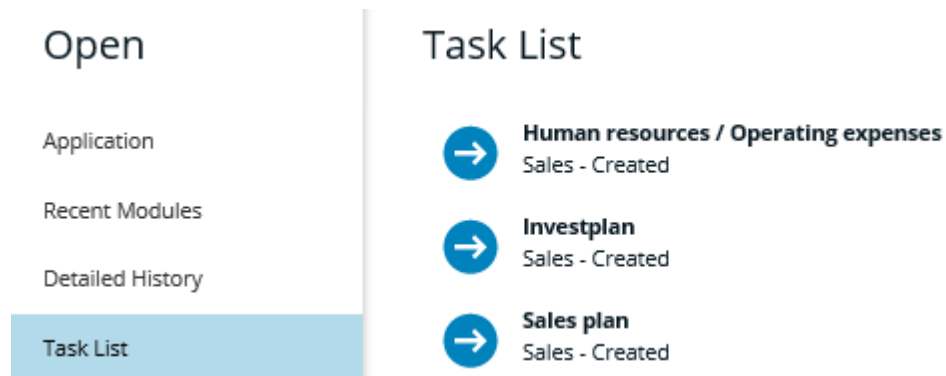 Open
Application
Recent Modules
Detailed History
Task List
Task List
Human resources / Operating expenses
Sales - Created
Investplan
Sales - Created
Sales plan
Sales - Created